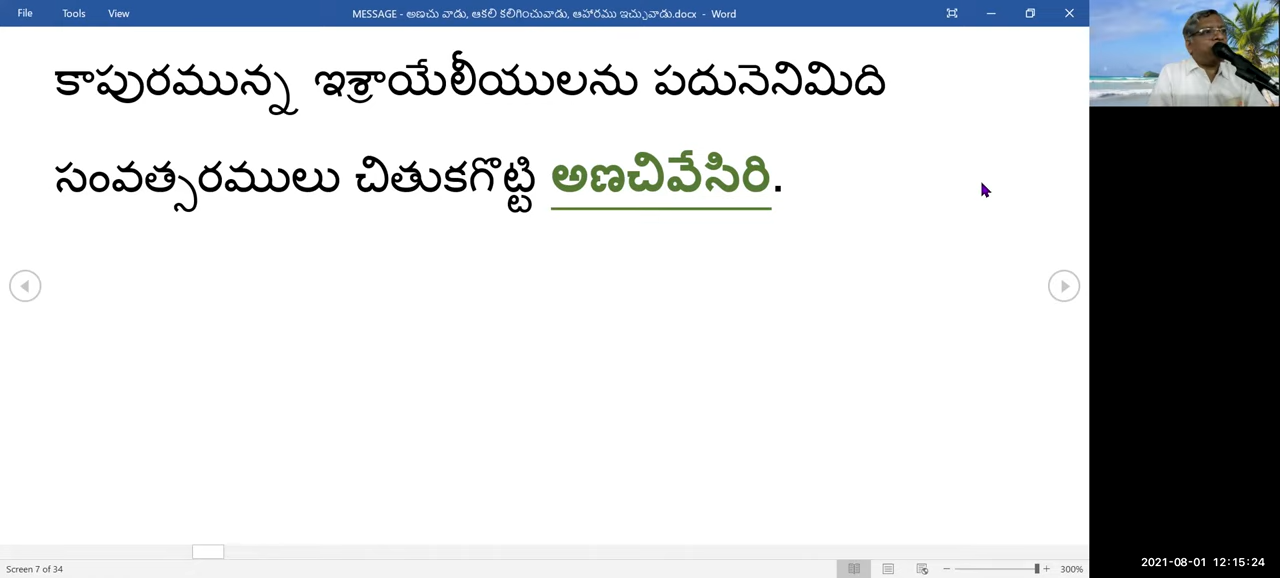 File Tools View MESSAGE - అణచు వాడు, ఆకలి కలిగించువాడు, ఆహారము ఇచ్చువాడు.docx - Word
కాపురమున్న ఇశ్రాయేలీయులను పదునెనిమిది
సంవత్సరములు చితుకగొట్టి అణచివేసిరి.
2021-08-01 12:15:24
Screen 7 of 34 300%